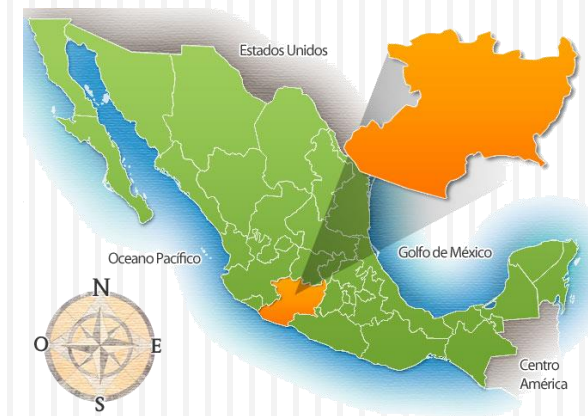 Estados Unidos
Oceano Pacífico
Golfo de México
N
O
E
S
Centro
América